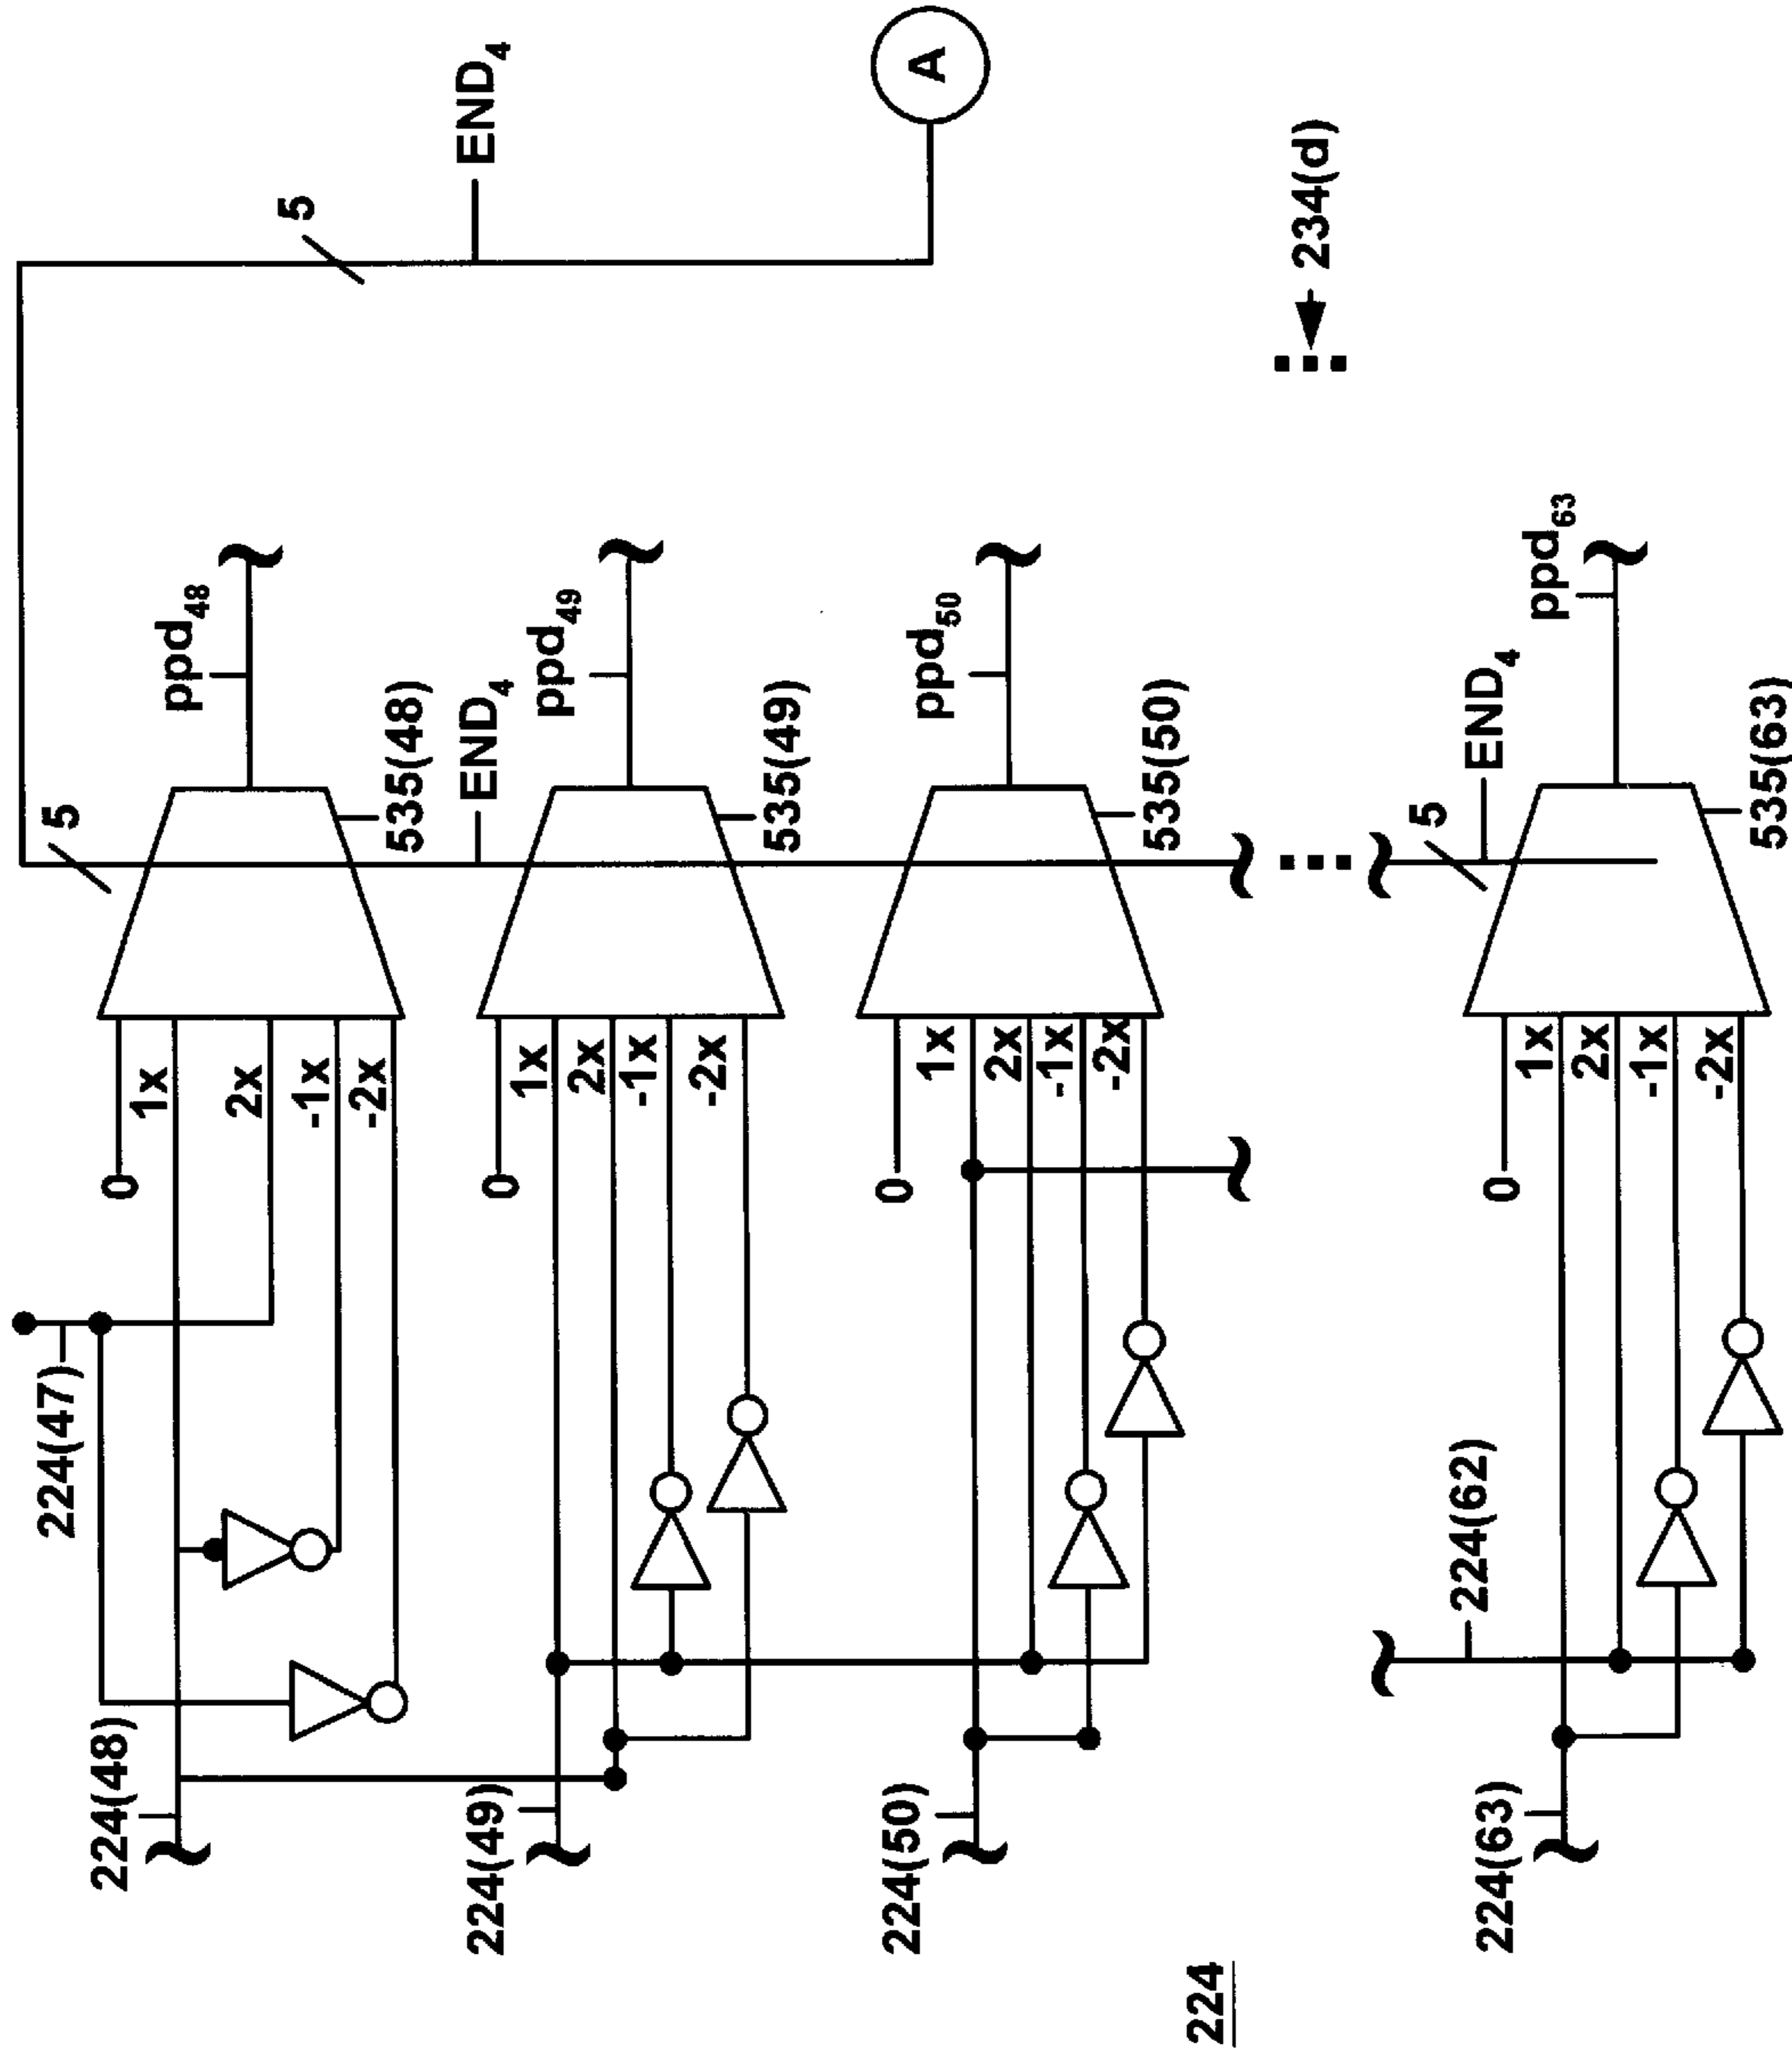 224(47)
5
5
224(48)
0
1x
2x
-1x
-2x
ppd48
535(48)
END4
END4
224(49)
0
1x
2x
-1x
-2x
ppd49
535(49)
A
224(50)
0
1x
2x
-1x
-2x
ppd50
535(50)
224
234(d)
224(62)
5
END4
224(63)
0
1x
2x
-1x
-2x
ppd63
535(63)